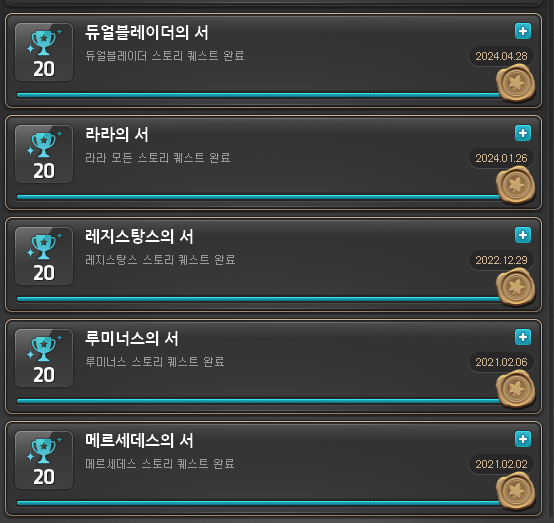 듀얼블레이더의 서
듀얼블레이더 스토리 퀘스트 완료
2024.04.28
20
라라의 서
라라 모든 스토리 퀘스트 완료
2024.01.26
20
레지스탕스의 서
레지스탕스 스토리 퀘스트 완료
2022.12.29
20
루미너스의 서
루미너스 스토리 퀘스트 완료
2021.02.06
20
메르세데스의 서
메르세데스 스토리 퀘스트 완료
2021.02.02
20